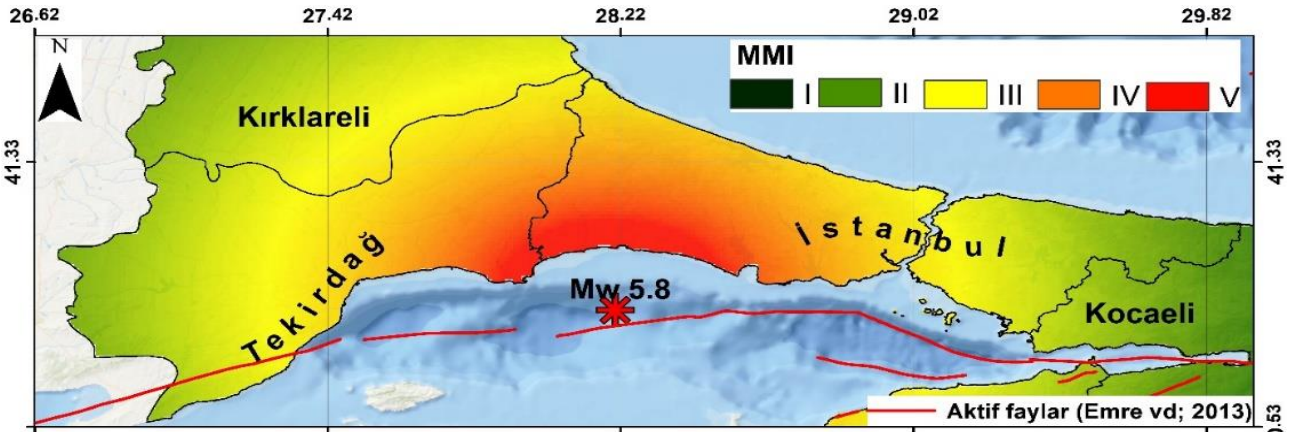 26.62 27.42 28.22 29.02 29.82
N
MMI
I II III IV V
Kırklareli
41.33 41.33
İstanbul
Tekirdağ
Mw 5.8
Kocaeli
Aktif faylar (Emre vd; 2013)